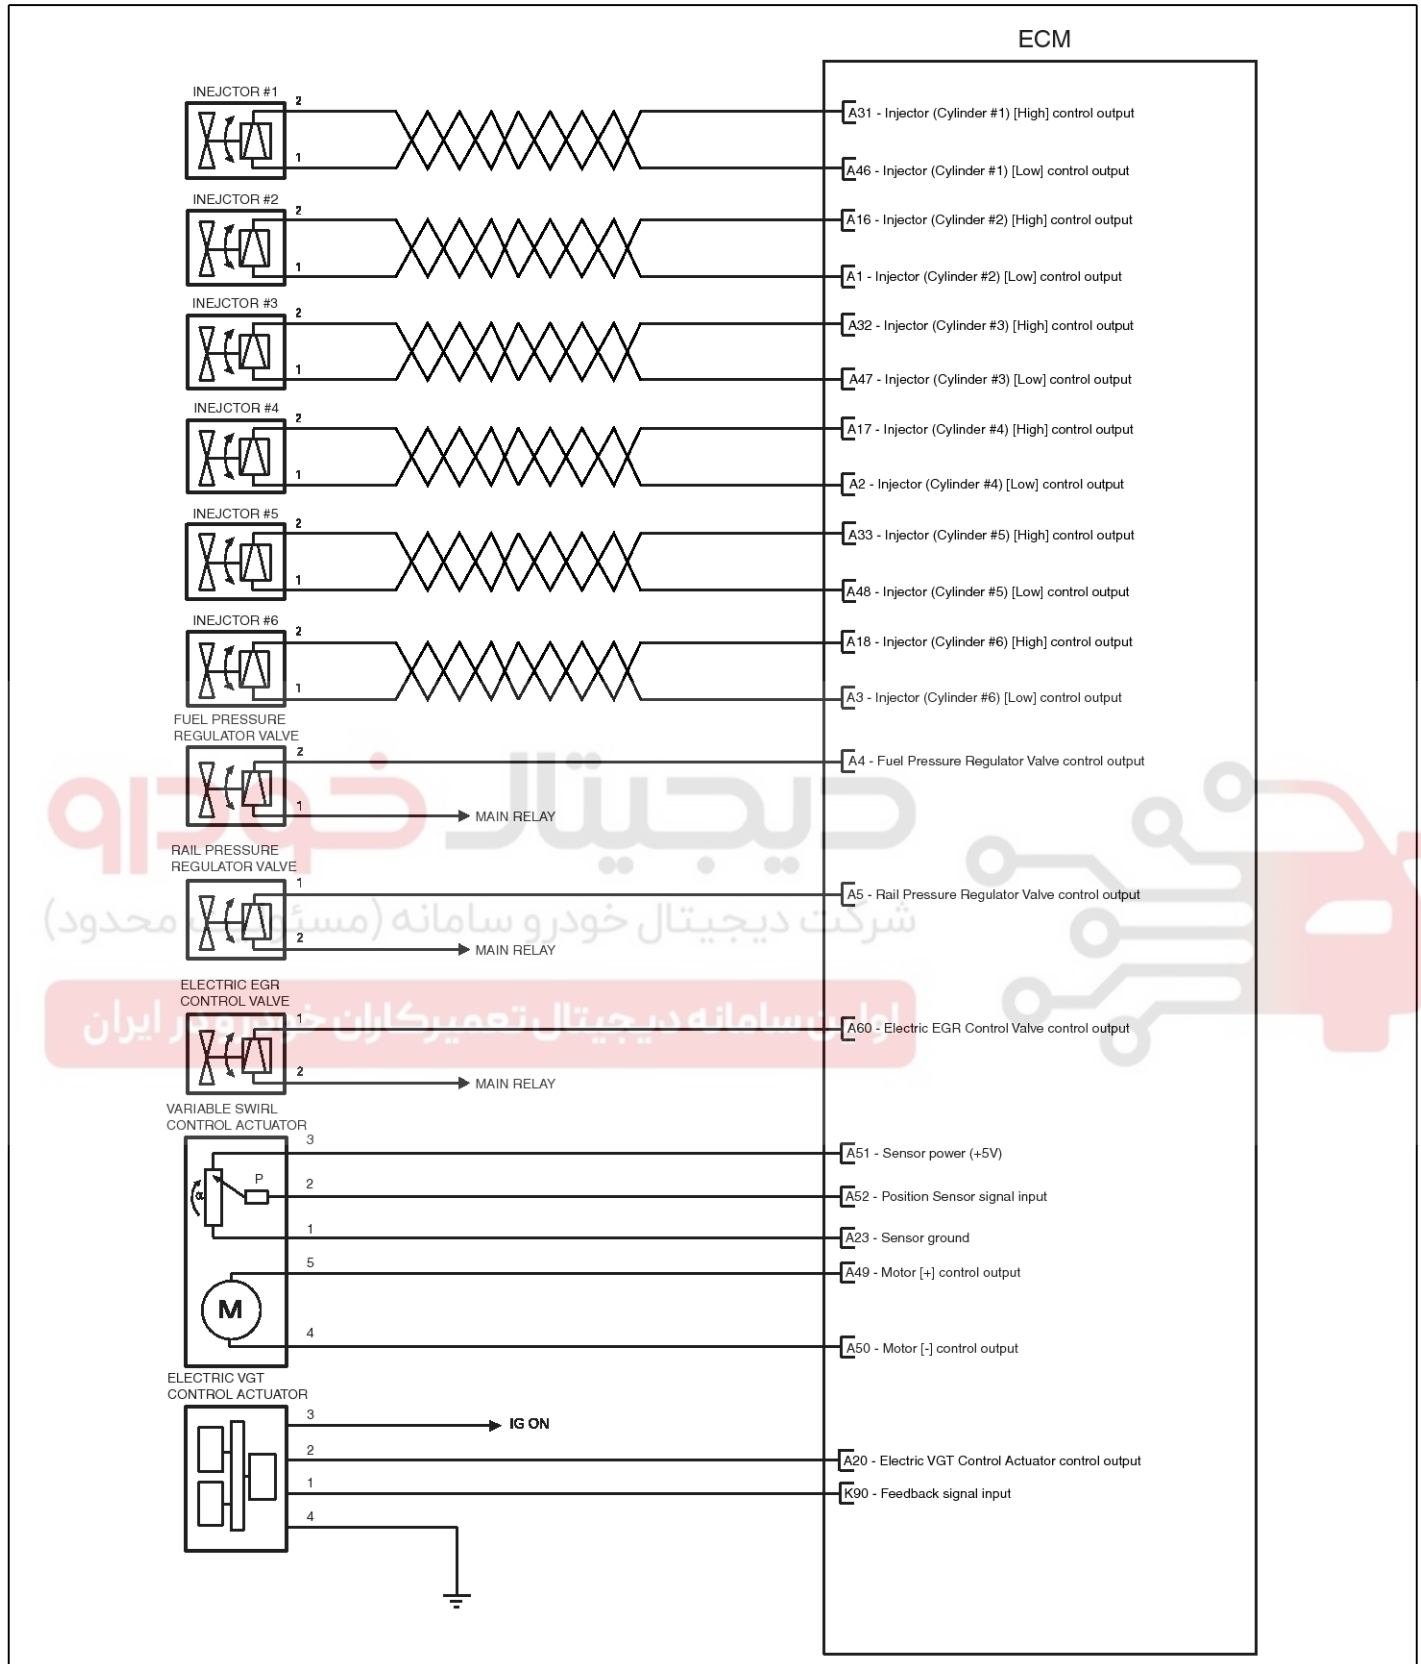 ECM
INEJCTOR #1
2
A31 - Injector (Cylinder #1) [High] control output
1
A46 - Injector (Cylinder #1) [Low] control output
INEJCTOR #2
2
A16 - Injector (Cylinder #2) [High] control output
1
A1 - Injector (Cylinder #2) [Low] control output
INEJCTOR #3
2
A32 - Injector (Cylinder #3) [High] control output
1
A47 - Injector (Cylinder #3) [Low] control output
INEJCTOR #4
2
A17 - Injector (Cylinder #4) [High] control output
1
A2 - Injector (Cylinder #4) [Low] control output
INEJCTOR #5
2
A33 - Injector (Cylinder #5) [High] control output
1
A48 - Injector (Cylinder #5) [Low] control output
INEJCTOR #6
2
A18 - Injector (Cylinder #6) [High] control output
1
A3 - Injector (Cylinder #6) [Low] control output
FUEL PRESSURE
REGULATOR VALVE
2
A4 - Fuel Pressure Regulator Valve control output
1
MAIN RELAY
دیجیتال خودرو
RAIL PRESSURE
REGULATOR VALVE
1
A5 - Rail Pressure Regulator Valve control output
شرکت دیجیتال خودرو سامانه (مسئولیت محدود)
2
MAIN RELAY
ELECTRIC EGR
CONTROL VALVE
1
A60 - Electric EGR Control Valve control output
اولین سامانه دیجیتال تعمیرکاران خودرو در ایران
2
MAIN RELAY
VARIABLE SWIRL
CONTROL ACTUATOR
3
A51 - Sensor power (+5V)
P
α
2
A52 - Position Sensor signal input
1
A23 - Sensor ground
5
A49 - Motor [+] control output
M
4
A50 - Motor [-] control output
ELECTRIC VGT
CONTROL ACTUATOR
3
IG ON
2
A20 - Electric VGT Control Actuator control output
1
K90 - Feedback signal input
4